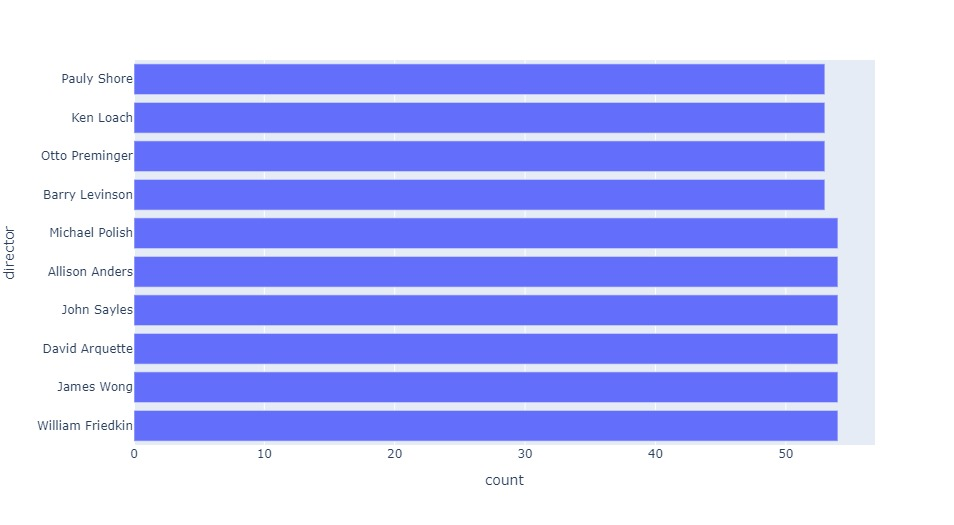 Pauly Shore
Ken Loach
Otto Preminger
Barry Levinson
Michael Polish
Allison Anders
John Sayles
David Arquette
James Wong
William Friedkin
director
0 10 20 30 40 50
count